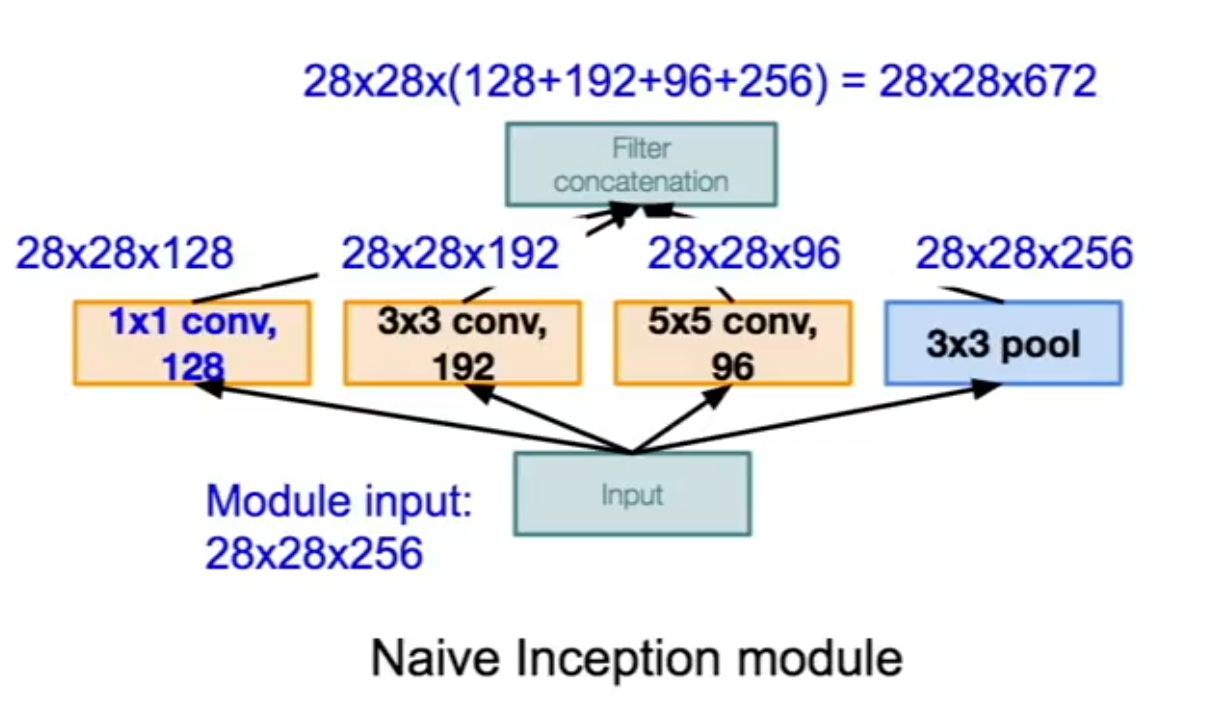 28x28x(128+192+96+256) = 28x28x672
Filter
concatenation
28x28x128
28x28x192
28x28x96
28x28x256
1x1 conv,
128
3x3 conv,
192
5x5 conv,
96
3x3 pool
Input
Module input:
28x28x256
Naive Inception module